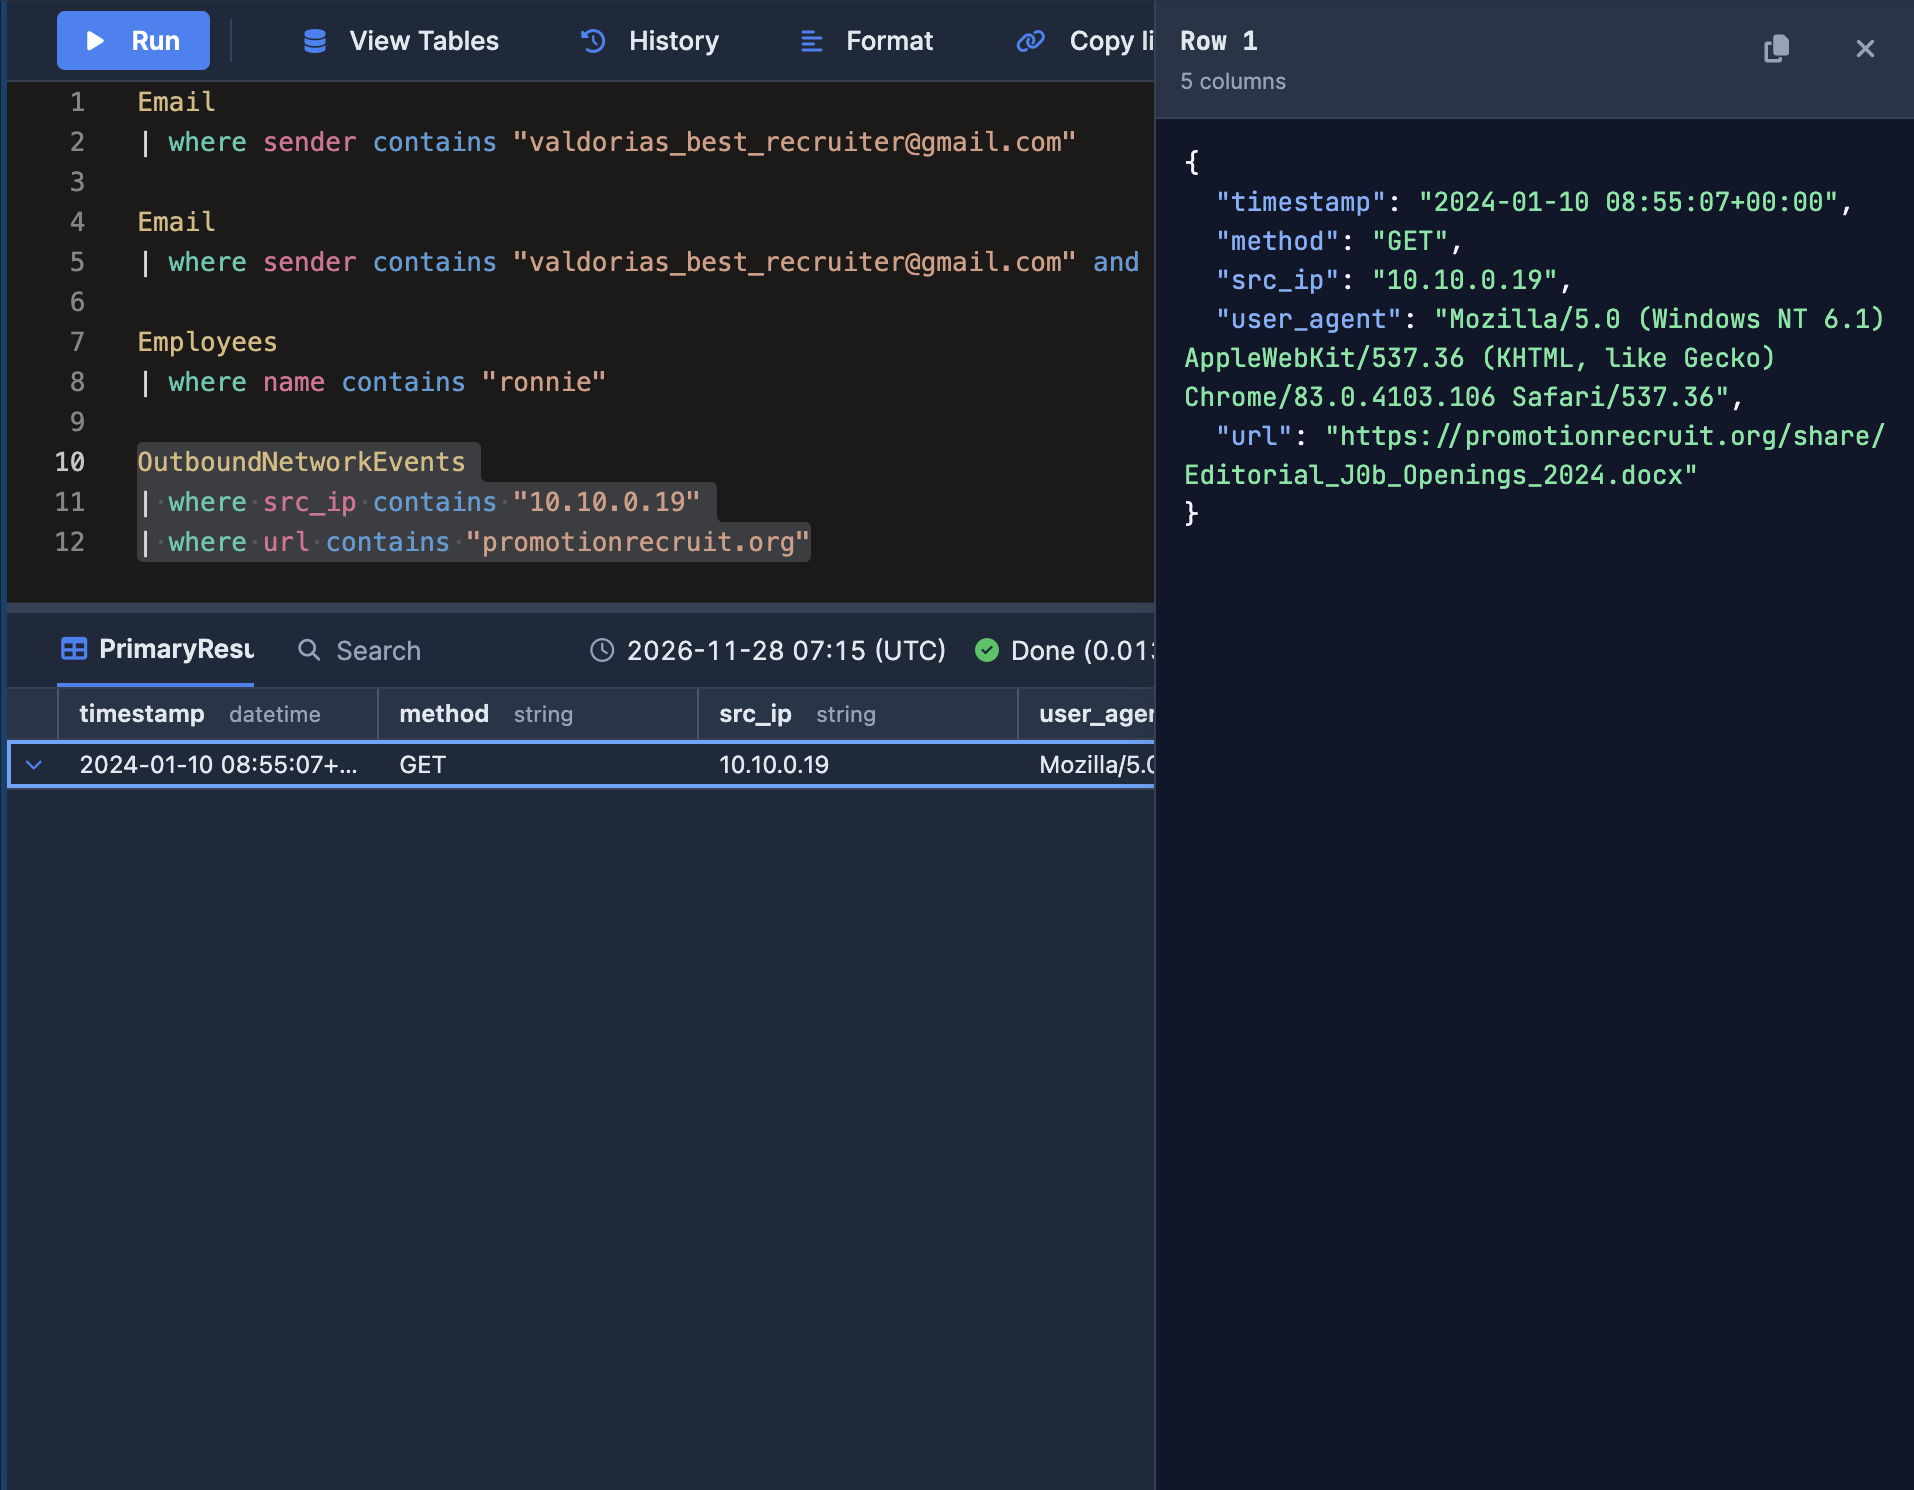 Run
View Tables
History
Format
Copy li
1 Email
2 | where sender contains "valdorias_best_recruiter@gmail.com"
3
4 Email
5 | where sender contains "valdorias_best_recruiter@gmail.com" and
6
7 Employees
8 | where name contains "ronnie"
9
10 OutboundNetworkEvents
11 | where src_ip contains "10.10.0.19"
12 | where url contains "promotionrecruit.org"
PrimaryResu
Search
2026-11-28 07:15 (UTC)
Done (0.013
timestamp datetime method string src_ip string user_agen
2024-01-10 08:55:07+... GET 10.10.0.19 Mozilla/5.0
Row 1
5 columns
{
"timestamp": "2024-01-10 08:55:07+00:00",
"method": "GET",
"src_ip": "10.10.0.19",
"user_agent": "Mozilla/5.0 (Windows NT 6.1)
AppleWebKit/537.36 (KHTML, like Gecko)
Chrome/83.0.4103.106 Safari/537.36",
"url": "https://promotionrecruit.org/share/
Editorial_J0b_Openings_2024.docx"
}